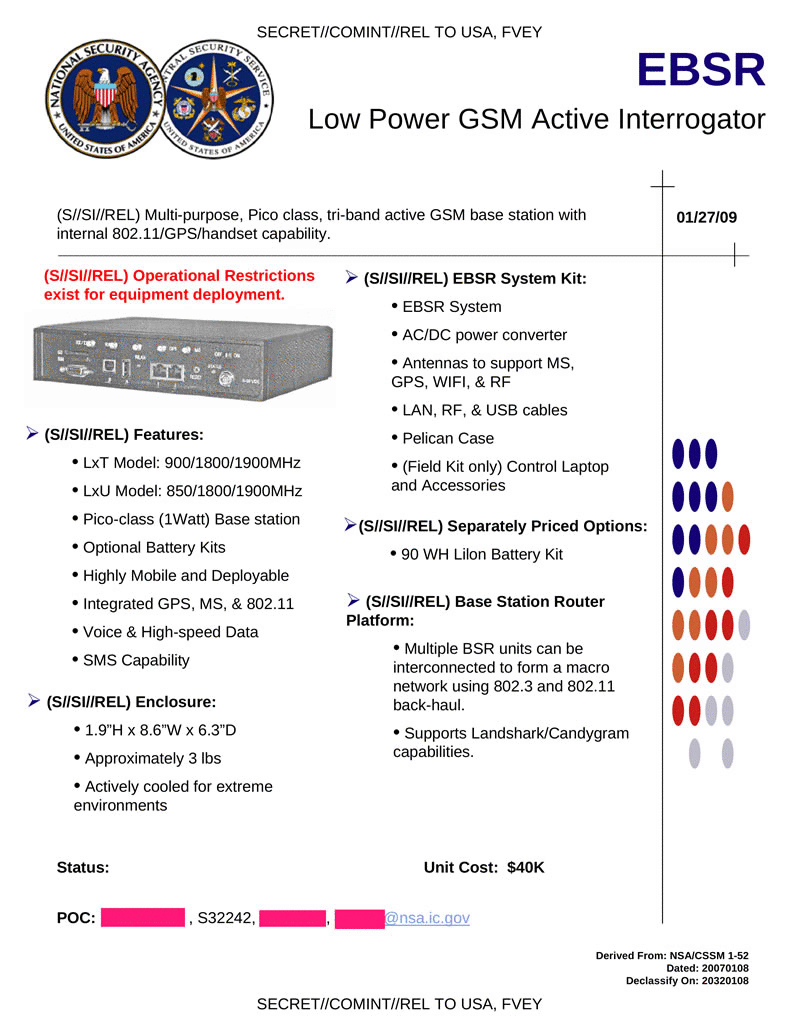 SECRET//COMINT//REL TO USA, FVEY
NATIONAL SECURITY AGENCY
UNITED STATES OF AMERICA
TRAL SECURITY SERVICE
UNITED STATES OF AMERICA
EBSR
Low Power GSM Active Interrogator
(S//SI//REL) Multi-purpose, Pico class, tri-band active GSM base station with
internal 802.11/GPS/handset capability.
01/27/09
(S//SI//REL) Operational Restrictions
exist for equipment deployment.
WLAN
GPS
OFF
ON
STATUS
RESET
(S//SI//REL) Features:
• LxT Model: 900/1800/1900MHz
• LxU Model: 850/1800/1900MHz
• Pico-class (1Watt) Base station
• Optional Battery Kits
• Highly Mobile and Deployable
• Integrated GPS, MS, & 802.11
• Voice & High-speed Data
• SMS Capability
(S//SI//REL) Enclosure:
• 1.9”H x 8.6”W x 6.3”D
• Approximately 3 lbs
• Actively cooled for extreme
environments
(S//SI//REL) EBSR System Kit:
• EBSR System
• AC/DC power converter
• Antennas to support MS,
GPS, WIFI, & RF
• LAN, RF, & USB cables
• Pelican Case
• (Field Kit only) Control Laptop
and Accessories
(S//SI//REL) Separately Priced Options:
• 90 WH LiIon Battery Kit
(S//SI//REL) Base Station Router
Platform:
• Multiple BSR units can be
interconnected to form a macro
network using 802.3 and 802.11
back-haul.
• Supports Landshark/Candygram
capabilities.
Status:
Unit Cost: $40K
POC: , S32242, , @nsa.ic.gov
Derived From: NSA/CSSM 1-52
Dated: 20070108
Declassify On: 20320108
SECRET//COMINT//REL TO USA, FVEY